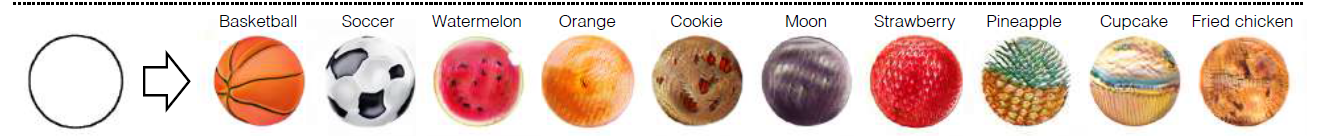 Basketball Soccer Watermelon Orange Cookie Moon Strawberry Pineapple Cupcake Fried chicken